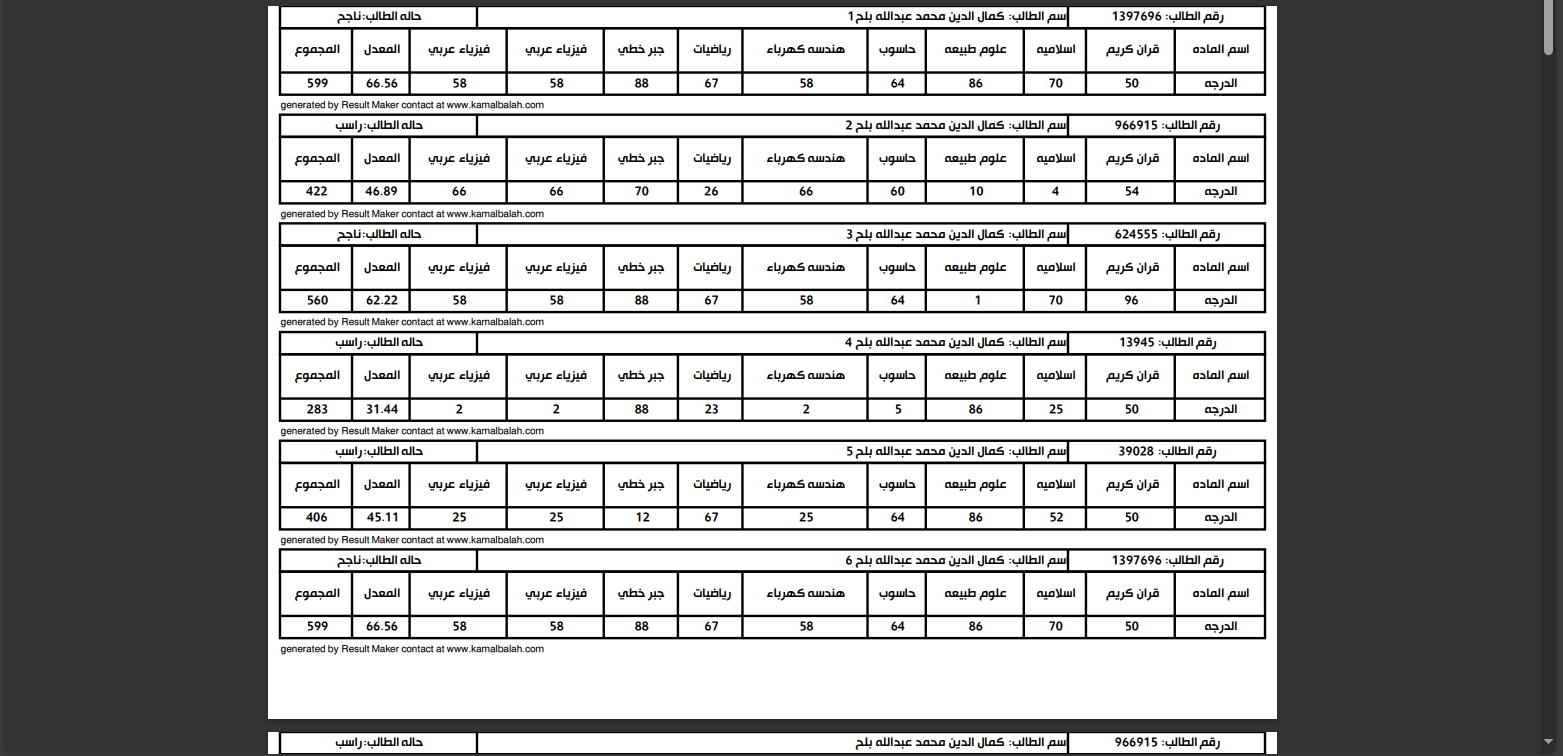 رقم الطالب: 1397696 سم الطالب: كمال الدين محمد عبدالله بلح1 حاله الطالب:ناجح
اسم الماده قران كريم اسلاميه علوم طبيعه حاسوب هندسه كهرباء رياضيات جبر خطي فيزياء عربي فيزياء عربي المعدل المجموع
الدرجه 50 70 86 64 58 67 88 58 58 66.56 599
generated by Result Maker contact at www.kamalbalah.com
رقم الطالب: 966915 سم الطالب: كمال الدين محمد عبدالله بلح 2 حاله الطالب:راسب
اسم الماده قران كريم اسلاميه علوم طبيعه حاسوب هندسه كهرباء رياضيات جبر خطي فيزياء عربي فيزياء عربي المعدل المجموع
الدرجه 54 4 10 60 66 26 70 66 66 46.89 422
generated by Result Maker contact at www.kamalbalah.com
رقم الطالب: 624555 سم الطالب: كمال الدين محمد عبدالله بلح 3 حاله الطالب:ناجح
اسم الماده قران كريم اسلاميه علوم طبيعه حاسوب هندسه كهرباء رياضيات جبر خطي فيزياء عربي فيزياء عربي المعدل المجموع
الدرجه 96 70 1 64 58 67 88 58 58 62.22 560
generated by Result Maker contact at www.kamalbalah.com
رقم الطالب: 13945 سم الطالب: كمال الدين محمد عبدالله بلح 4 حاله الطالب:راسب
اسم الماده قران كريم اسلاميه علوم طبيعه حاسوب هندسه كهرباء رياضيات جبر خطي فيزياء عربي فيزياء عربي المعدل المجموع
الدرجه 50 25 86 5 2 23 88 2 2 31.44 283
generated by Result Maker contact at www.kamalbalah.com
رقم الطالب: 39028 سم الطالب: كمال الدين محمد عبدالله بلح 5 حاله الطالب:راسب
اسم الماده قران كريم اسلاميه علوم طبيعه حاسوب هندسه كهرباء رياضيات جبر خطي فيزياء عربي فيزياء عربي المعدل المجموع
الدرجه 50 52 86 64 25 67 12 25 25 45.11 406
generated by Result Maker contact at www.kamalbalah.com
رقم الطالب: 1397696 سم الطالب: كمال الدين محمد عبدالله بلح 6 حاله الطالب:ناجح
اسم الماده قران كريم اسلاميه علوم طبيعه حاسوب هندسه كهرباء رياضيات جبر خطي فيزياء عربي فيزياء عربي المعدل المجموع
الدرجه 50 70 86 64 58 67 88 58 58 66.56 599
generated by Result Maker contact at www.kamalbalah.com
رقم الطالب: 966915 سم الطالب: كمال الدين محمد عبدالله بلح حاله الطالب:راسب